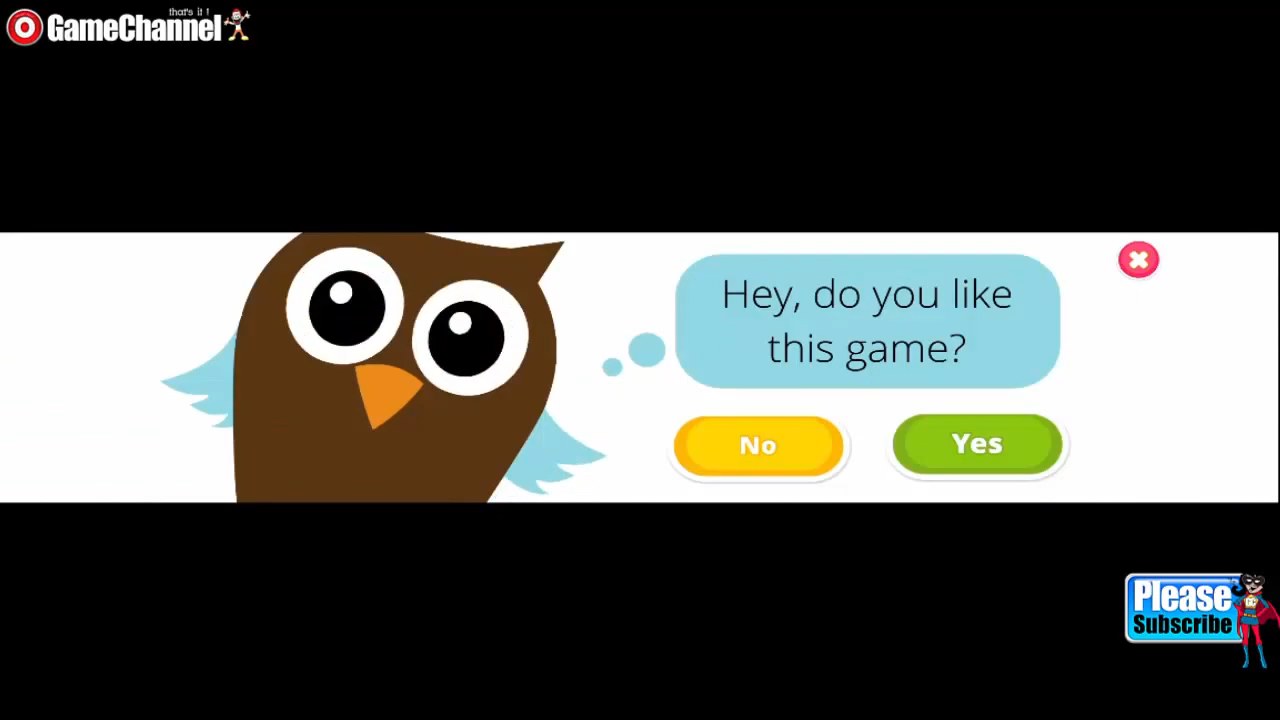 that's it !
GameChannel
Hey, do you like
this game?
No
Yes
Please
Subscribe